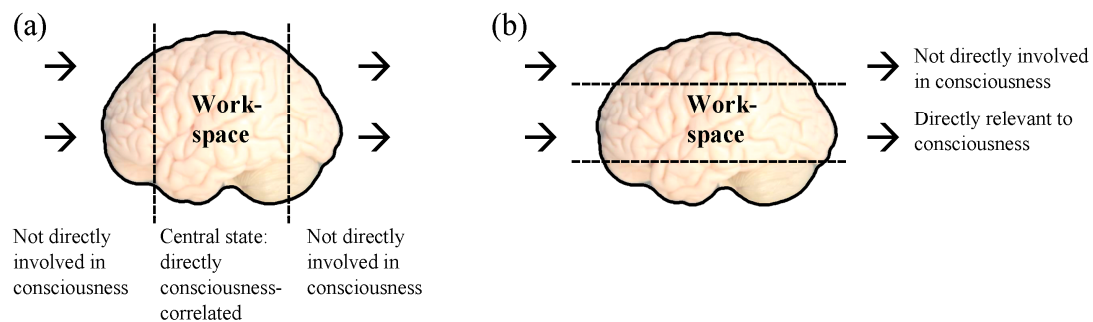 (a)
Work-
space
Not directly
involved in
consciousness
Central state:
directly
consciousness-
correlated
Not directly
involved in
consciousness
(b)
Work-
space
Not directly involved
in consciousness
Directly relevant to
consciousness